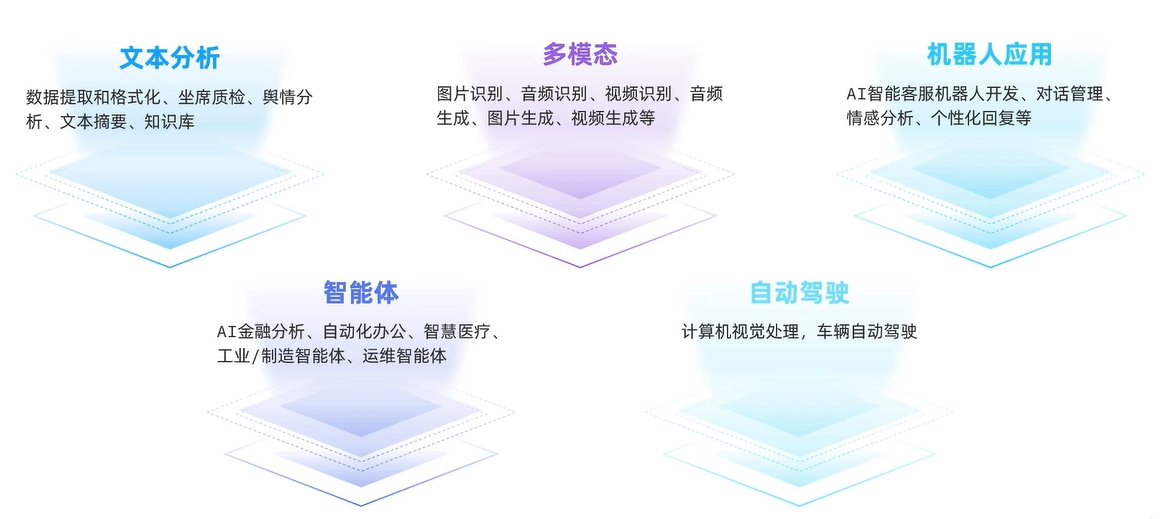 文本分析
数据提取和格式化、坐席质检、舆情分
析、文本摘要、知识库
多模态
图片识别、音频识别、视频识别、音频
生成、图片生成、视频生成等
机器人应用
AI智能客服机器人开发、对话管理、
情感分析、个性化回复等
智能体
AI金融分析、自动化办公、智慧医疗、
工业/制造智能体、运维智能体
自动驾驶
计算机视觉处理，车辆自动驾驶